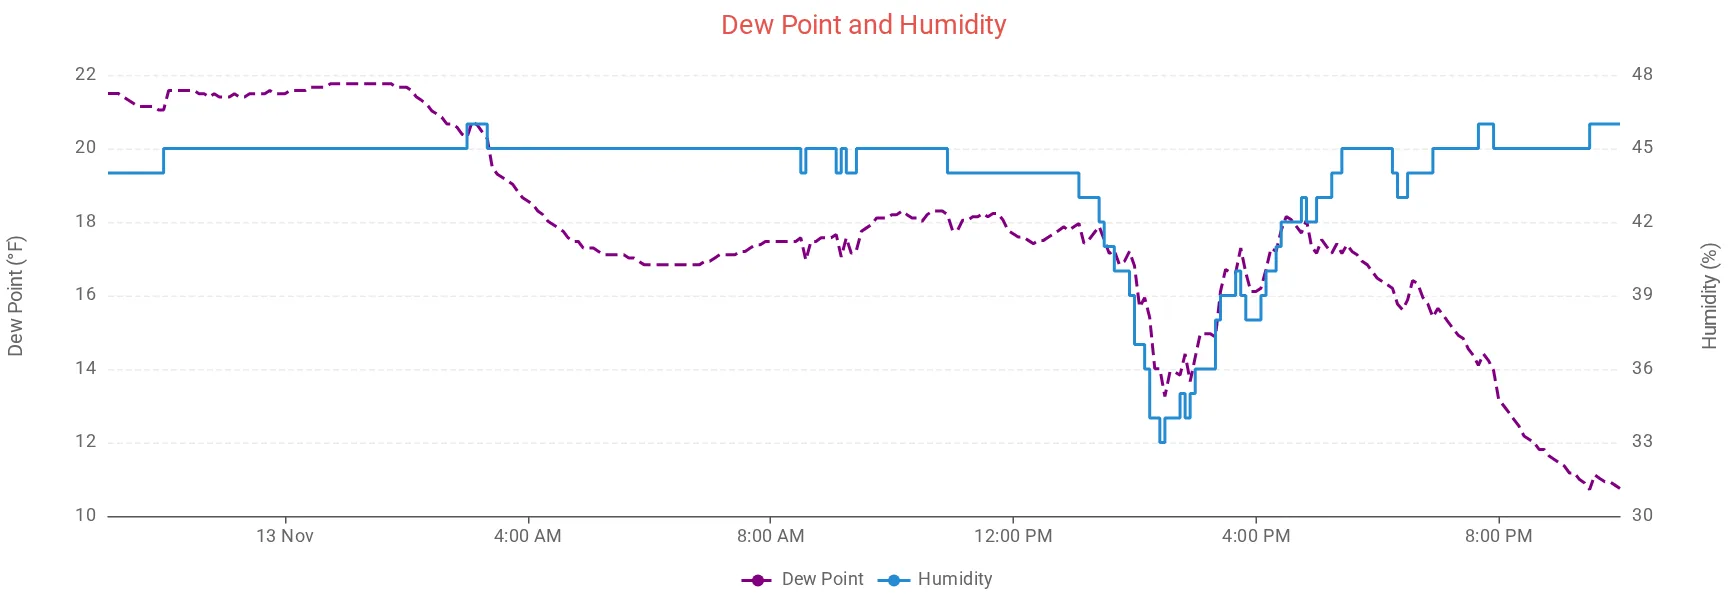 Dew Point and Humidity
22
20
18
16
14
12
10
Dew Point (°F)
48
45
42
39
36
33
30
Humidity (%)
13 Nov 4:00 AM 8:00 AM 12:00 PM 4:00 PM 8:00 PM
Dew Point Humidity